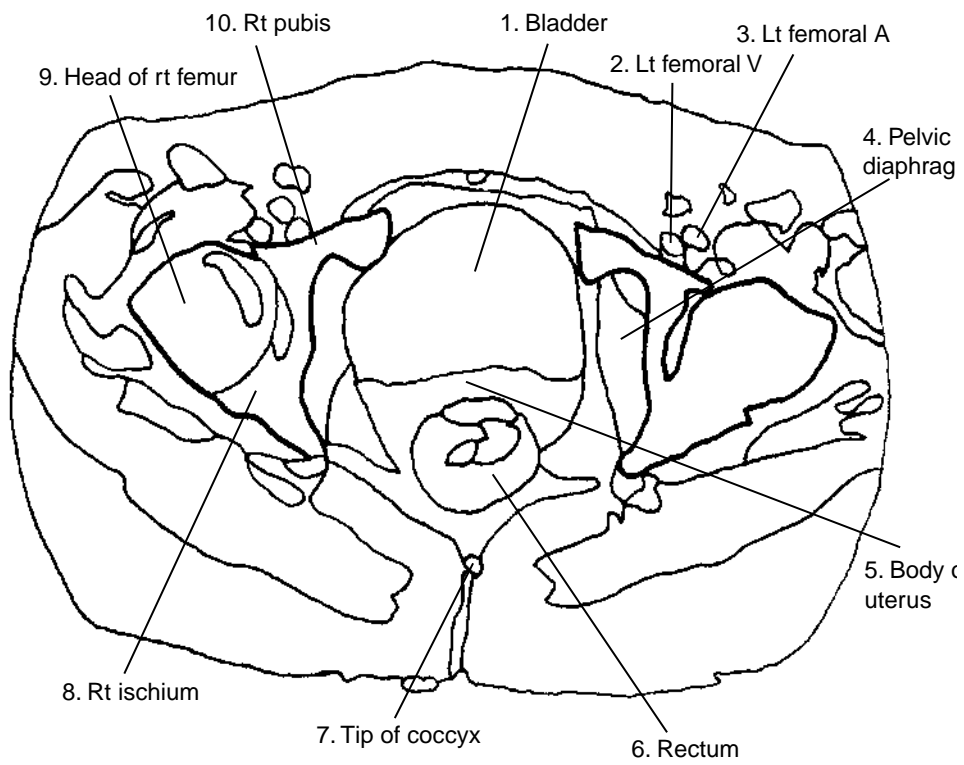 10. Rt pubis
1. Bladder
3. Lt femoral A
2. Lt femoral V
9. Head of rt femur
4. Pelvic
diaphrag
5. Body o
uterus
8. Rt ischium
7. Tip of coccyx
6. Rectum